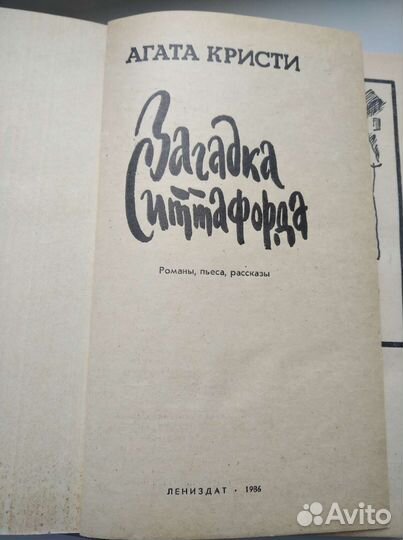 АГАТА КРИСТИ
Загадка
Ситтафорда
Романы, пьеса, рассказы
ЛЕНИЗДАТ · 1986
Avito